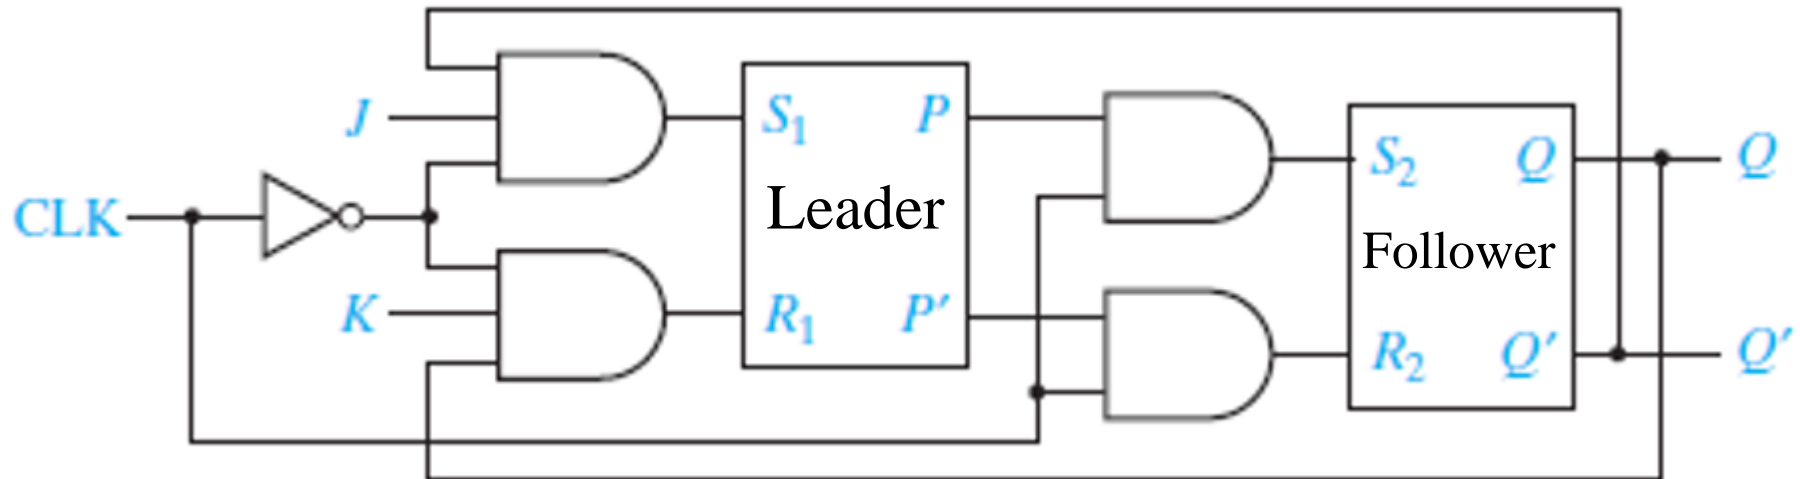 J
S₁ P
S₂ Q Q
CLK
Leader
Follower
K
R₁ P′
R₂ Q′ Q′